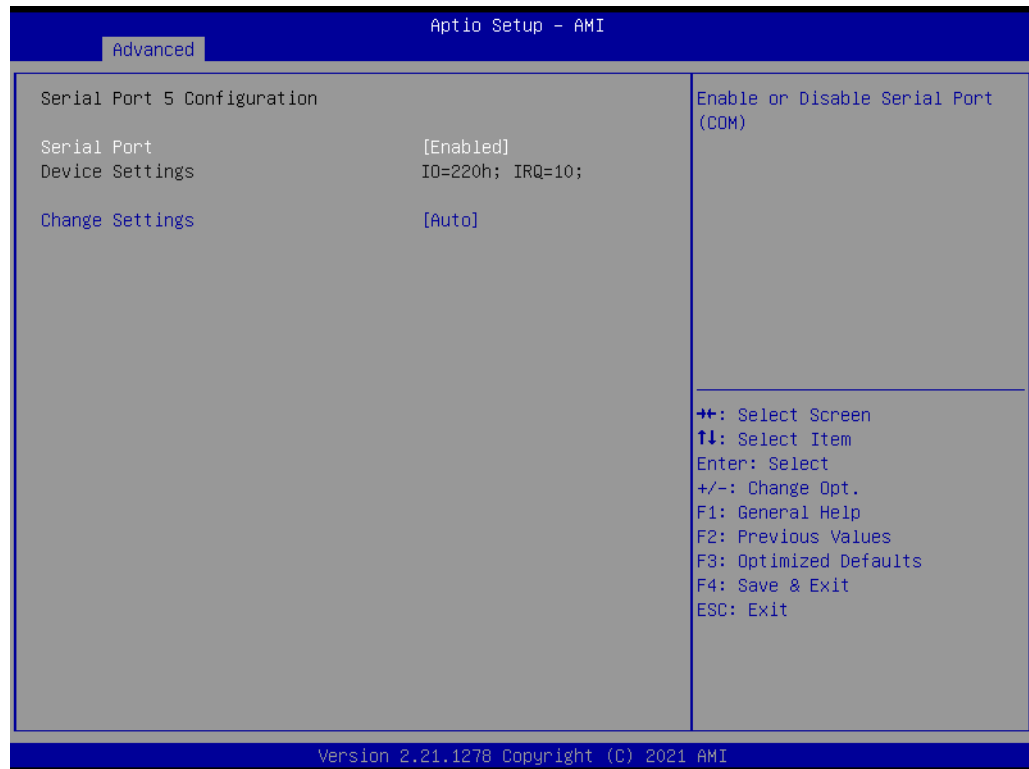 Aptio Setup – AMI
Advanced
Serial Port 5 Configuration
Serial Port [Enabled]
Device Settings IO=220h; IRQ=10;
Change Settings [Auto]
Enable or Disable Serial Port
(COM)
→←: Select Screen
↑↓: Select Item
Enter: Select
+/-: Change Opt.
F1: General Help
F2: Previous Values
F3: Optimized Defaults
F4: Save & Exit
ESC: Exit
Version 2.21.1278 Copyright (C) 2021 AMI